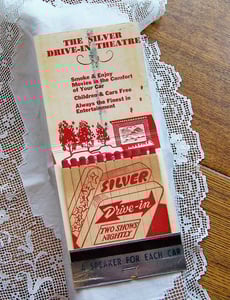 THE SILVER
DRIVE-IN THEATRE
Smoke & Enjoy
Movies in the Comfort
of Your Car
Children & Cars Free
Always the Finest in
Entertainment
SILVER
Drive-in
TWO SHOWS
NIGHTLY
A SPEAKER FOR EACH CAR